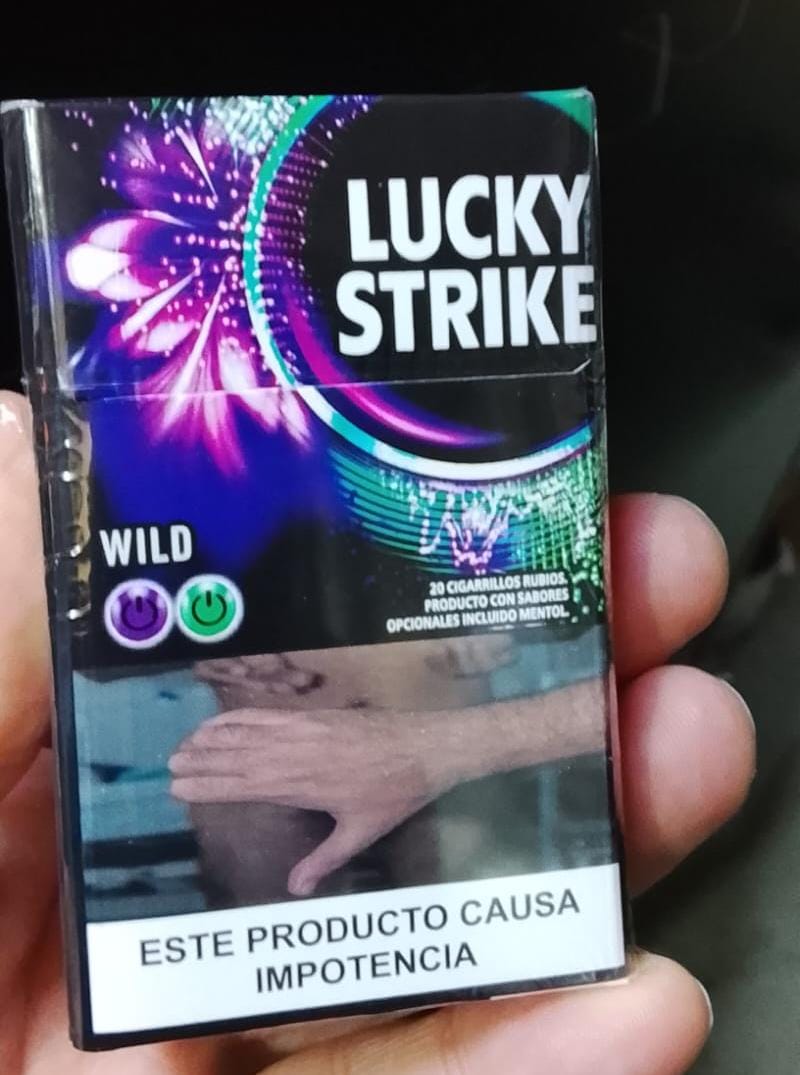 LUCKY
STRIKE
WILD
20 CIGARRILLOS RUBIOS.
PRODUCTO CON SABORES
OPCIONALES INCLUIDO MENTOL.
ESTE PRODUCTO CAUSA
IMPOTENCIA